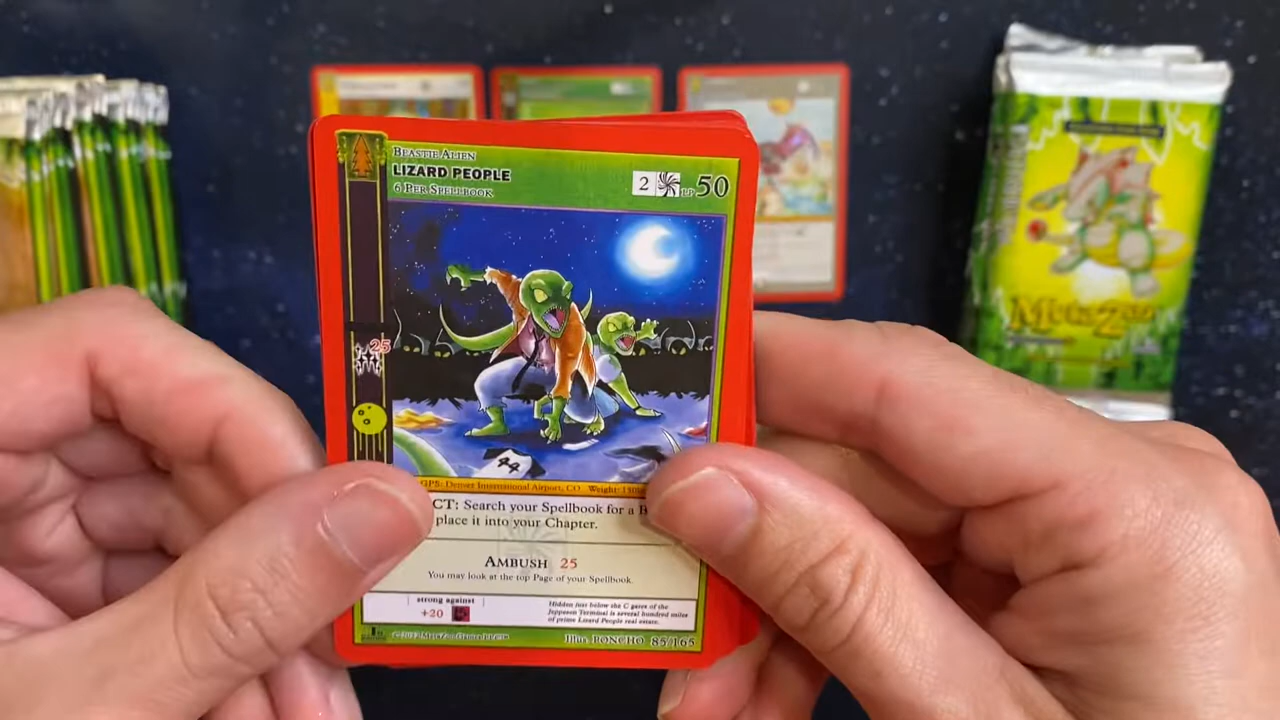 BEASTIE ALIEN
LIZARD PEOPLE
6 PER SPELLBOOK
2 LP 50
25
44
GPS: Denver International Airport, CO Weight:
CT: Search your Spellbook for a
place it into your Chapter.
AMBUSH 25
You may look at the top Page of your Spellbook.
strong against
+20
Hidden just below the C gates of the
Jeppesen Terminal is several hundred miles
of prime Lizard People real estate.
Illus. PONCHO 85/165
MetaZoo